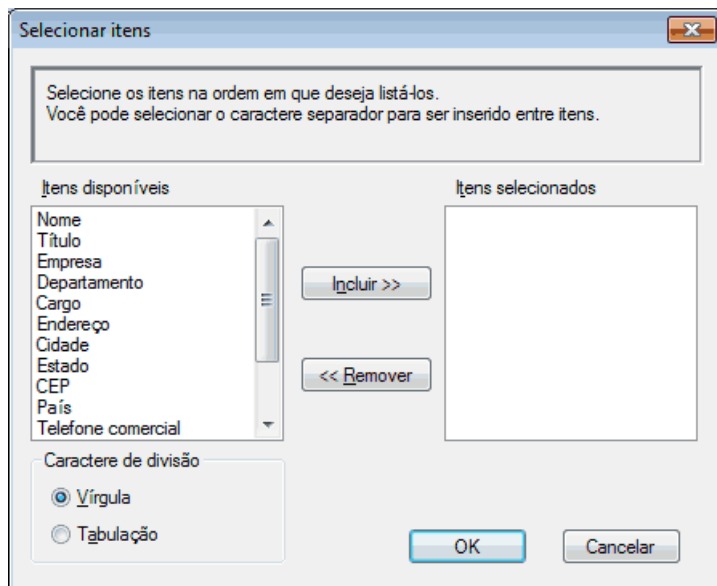 Selecionar itens
Selecione os itens na ordem em que deseja listá-los.
Você pode selecionar o caractere separador para ser inserido entre itens.
Itens disponíveis
Itens selecionados
Nome
Título
Empresa
Departamento
Cargo
Endereço
Cidade
Estado
CEP
País
Telefone comercial
Incluir >>
<< Remover
Caractere de divisão
Vírgula
Tabulação
OK
Cancelar